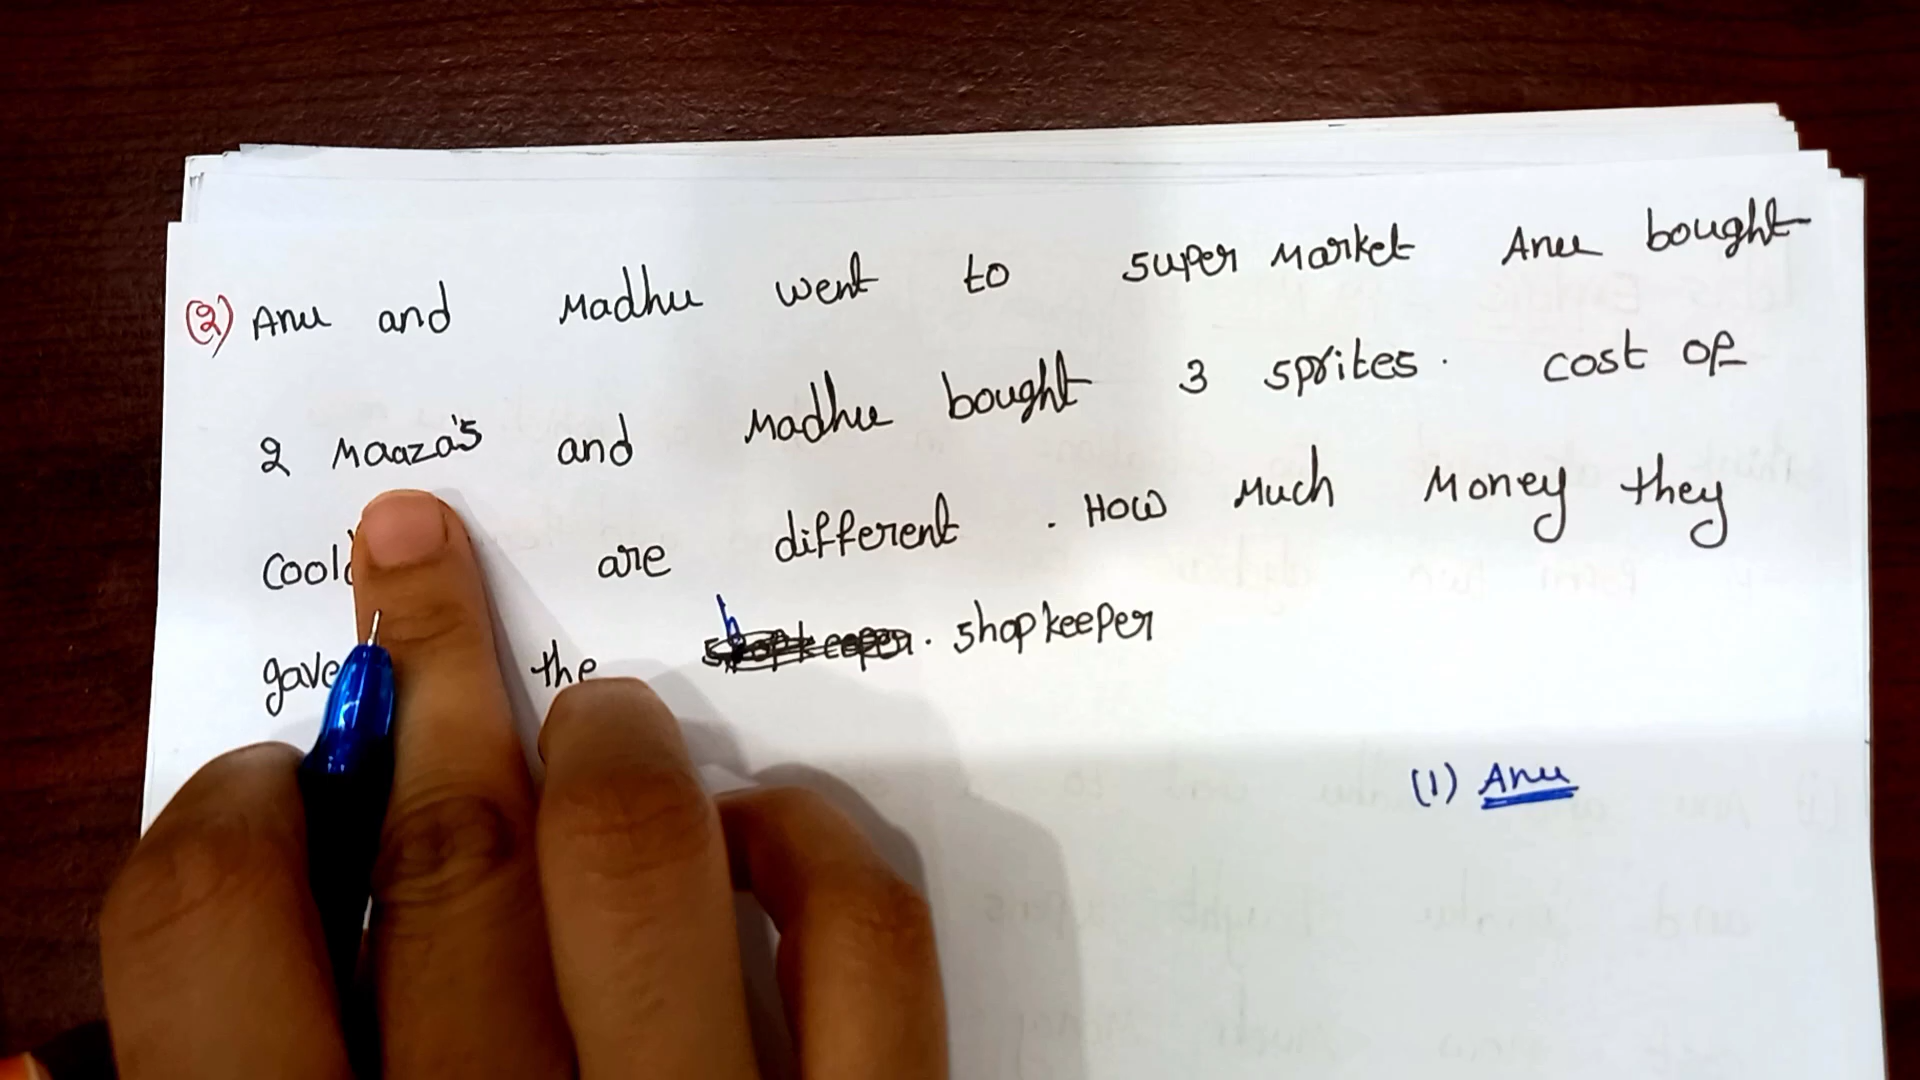 (2) Anu and Madhu went to super market Anu bought
2 Maaza's and Madhu bought 3 sprites. cost of
are different. How Much Money they
gave the shopkeeper. shopkeeper
(1) Anu